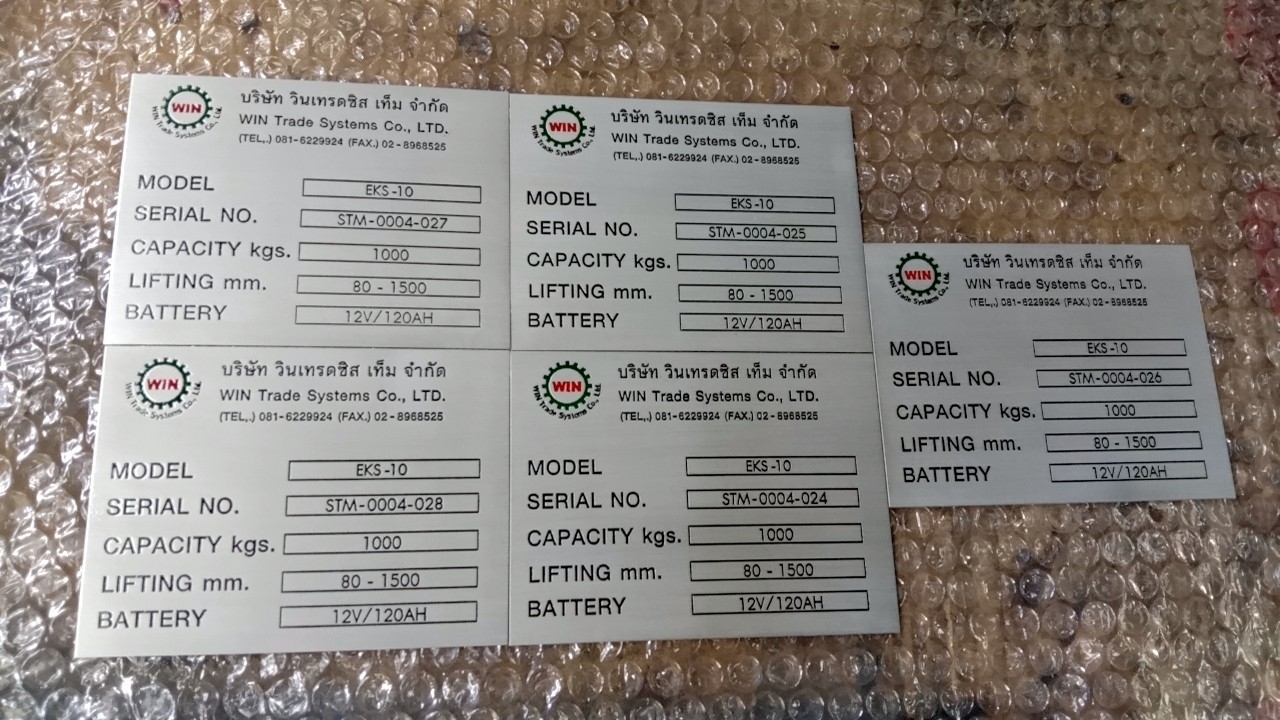 WIN
WIN Trade Systems Co., Ltd.
บริษัท วินเทรดซิส เท็ม จำกัด
WIN Trade Systems Co., LTD.
(TEL,.) 081-6229924 (FAX.) 02-8968525
MODEL EKS-10
SERIAL NO. STM-0004-027
CAPACITY kgs. 1000
LIFTING mm. 80 - 1500
BATTERY 12V/120AH
WIN
WIN Trade Systems Co., Ltd.
บริษัท วินเทรดซิส เท็ม จำกัด
WIN Trade Systems Co., LTD.
(TEL,.) 081-6229924 (FAX.) 02-8968525
MODEL EKS-10
SERIAL NO. STM-0004-025
CAPACITY kgs. 1000
LIFTING mm. 80 - 1500
BATTERY 12V/120AH
WIN
WIN Trade Systems Co., Ltd.
บริษัท วินเทรดซิส เท็ม จำกัด
WIN Trade Systems Co., LTD.
(TEL,.) 081-6229924 (FAX.) 02-8968525
MODEL EKS-10
SERIAL NO. STM-0004-026
CAPACITY kgs. 1000
LIFTING mm. 80 - 1500
BATTERY 12V/120AH
WIN
WIN Trade Systems Co., Ltd.
บริษัท วินเทรดซิส เท็ม จำกัด
WIN Trade Systems Co., LTD.
(TEL,.) 081-6229924 (FAX.) 02-8968525
MODEL EKS-10
SERIAL NO. STM-0004-028
CAPACITY kgs. 1000
LIFTING mm. 80 - 1500
BATTERY 12V/120AH
WIN
WIN Trade Systems Co., Ltd.
บริษัท วินเทรดซิส เท็ม จำกัด
WIN Trade Systems Co., LTD.
(TEL,.) 081-6229924 (FAX.) 02-8968525
MODEL EKS-10
SERIAL NO. STM-0004-024
CAPACITY kgs. 1000
LIFTING mm. 80 - 1500
BATTERY 12V/120AH